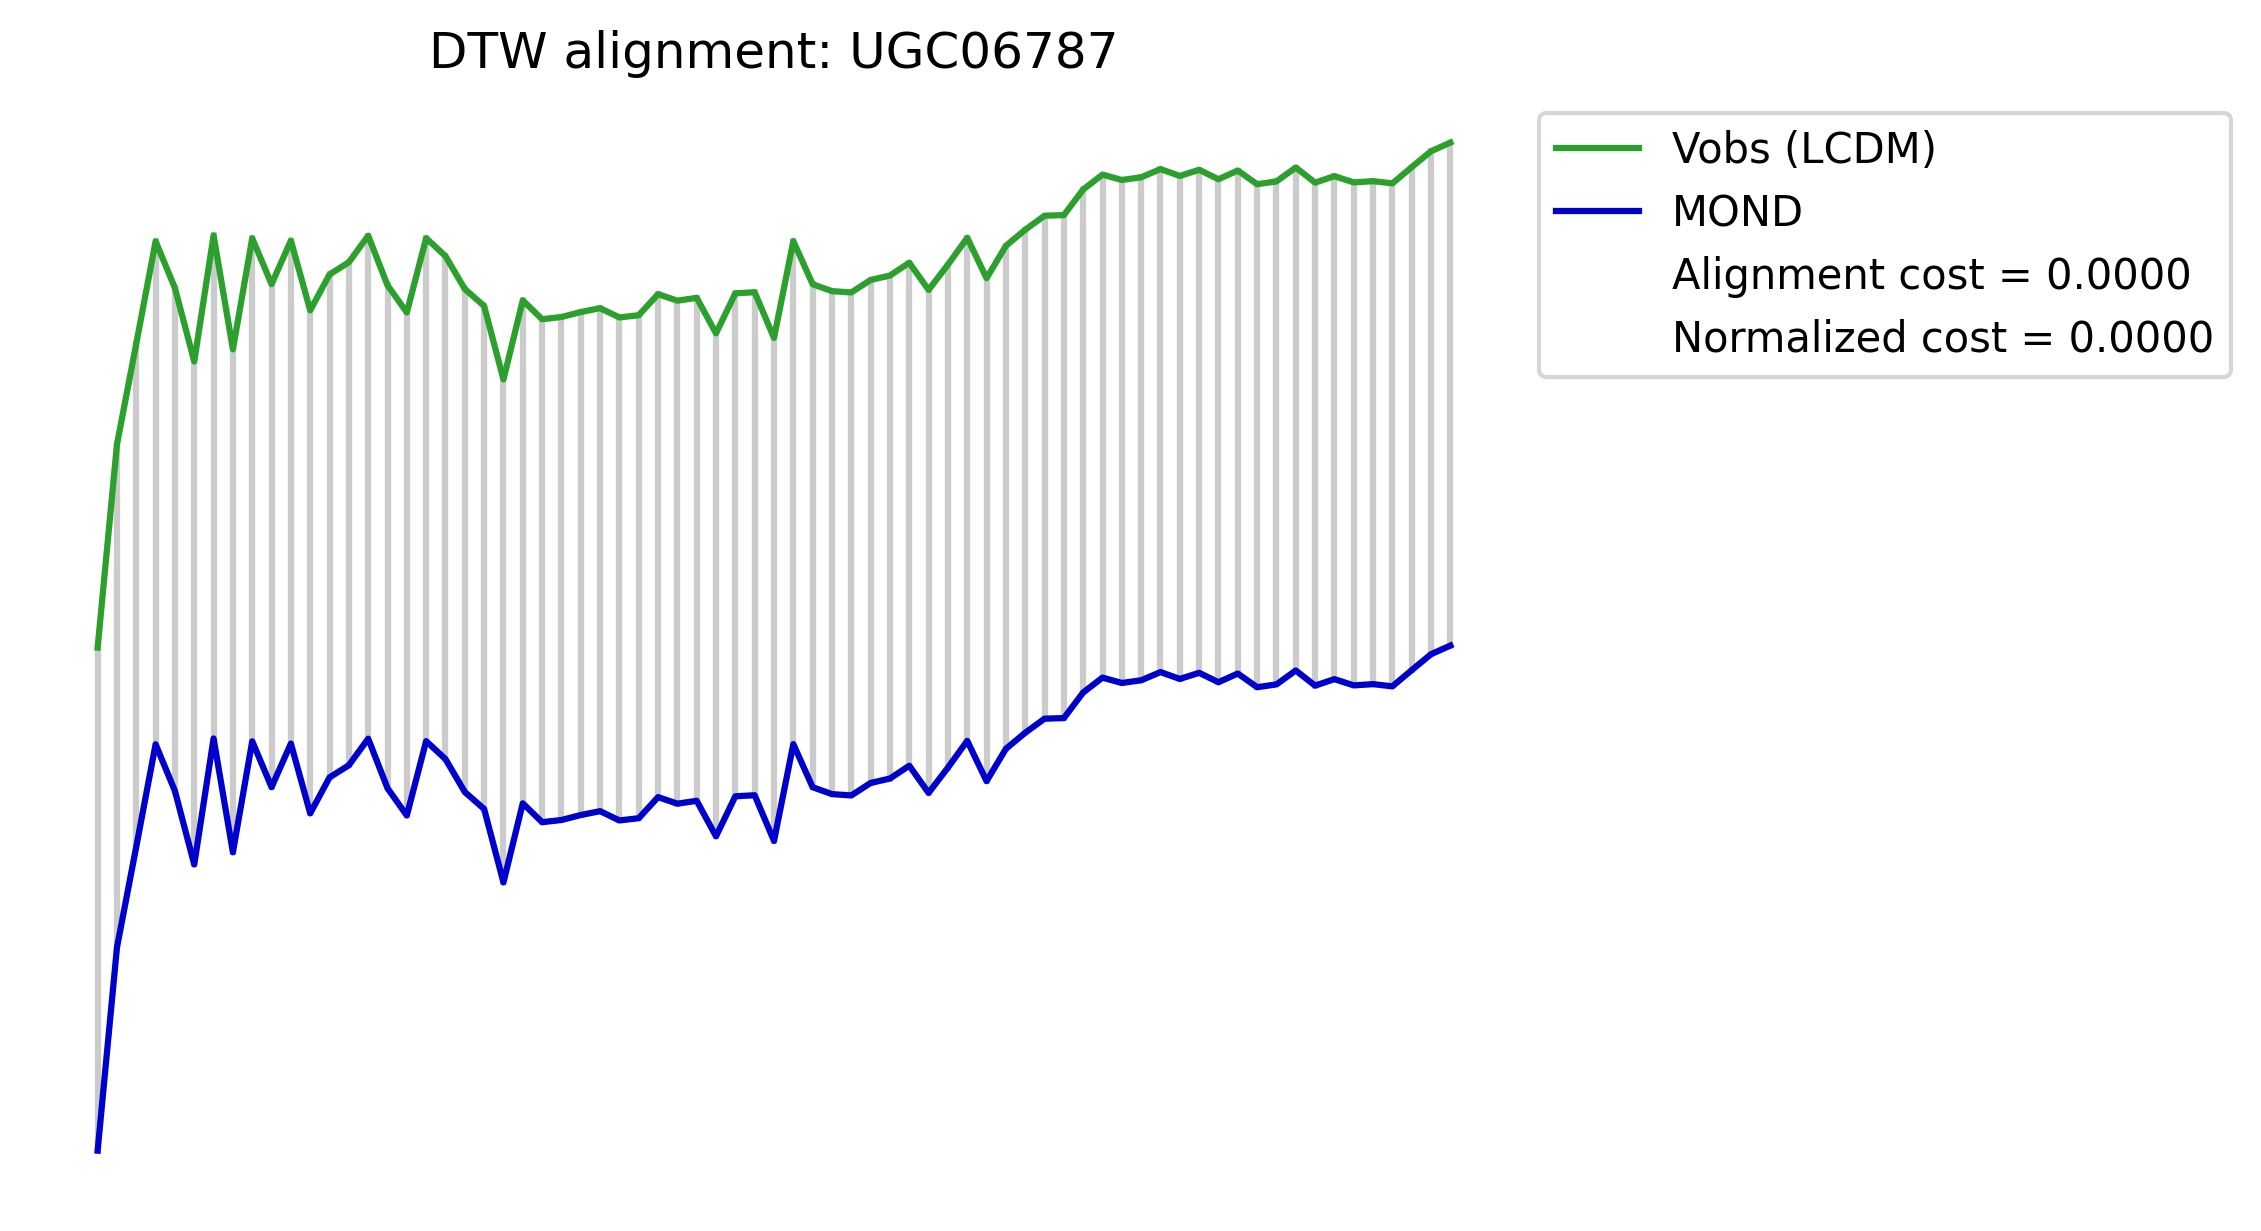 DTW alignment: UGC06787
Vobs (LCDM)
MOND
Alignment cost = 0.0000
Normalized cost = 0.0000